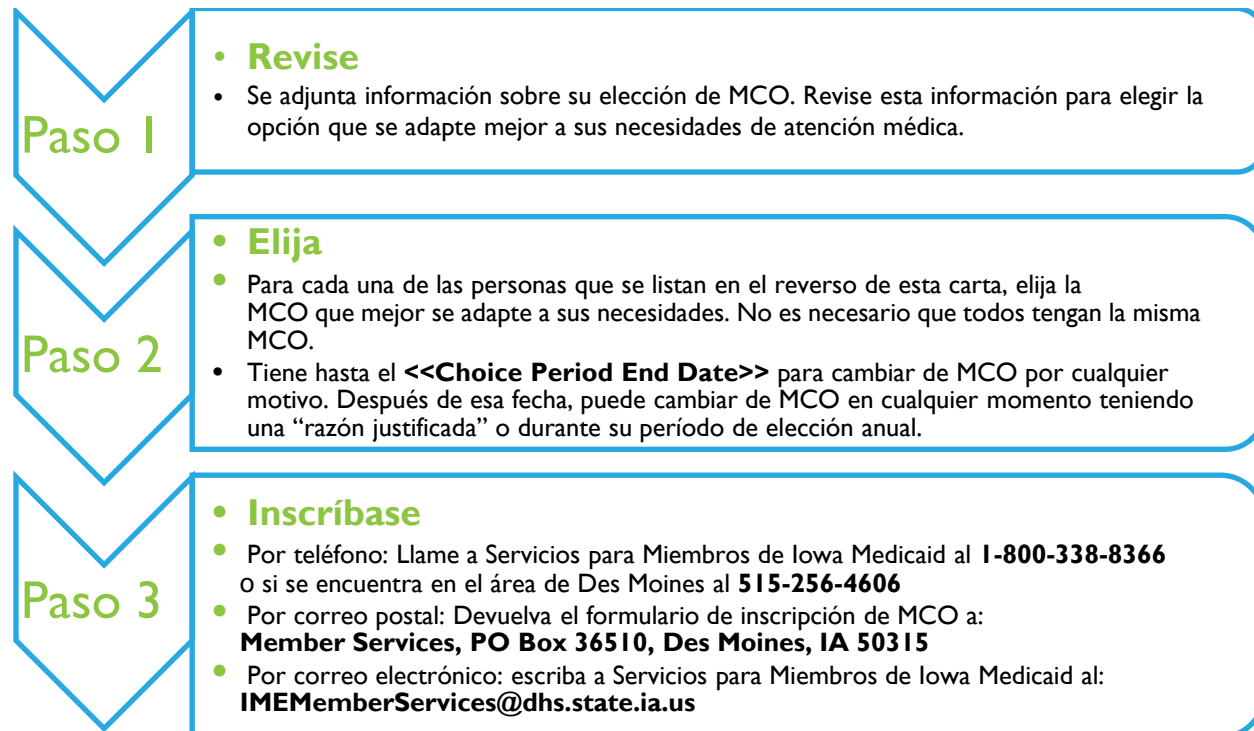 Paso 1
• Revise
• Se adjunta información sobre su elección de MCO. Revise esta información para elegir la
opción que se adapte mejor a sus necesidades de atención médica.
Paso 2
• Elija
• Para cada una de las personas que se listan en el reverso de esta carta, elija la
MCO que mejor se adapte a sus necesidades. No es necesario que todos tengan la misma
MCO.
• Tiene hasta el <<Choice Period End Date>> para cambiar de MCO por cualquier
motivo. Después de esa fecha, puede cambiar de MCO en cualquier momento teniendo
una “razón justificada” o durante su período de elección anual.
Paso 3
• Inscríbase
• Por teléfono: Llame a Servicios para Miembros de Iowa Medicaid al 1-800-338-8366
o si se encuentra en el área de Des Moines al 515-256-4606
• Por correo postal: Devuelva el formulario de inscripción de MCO a:
Member Services, PO Box 36510, Des Moines, IA 50315
• Por correo electrónico: escriba a Servicios para Miembros de Iowa Medicaid al:
IMEMemberServices@dhs.state.ia.us